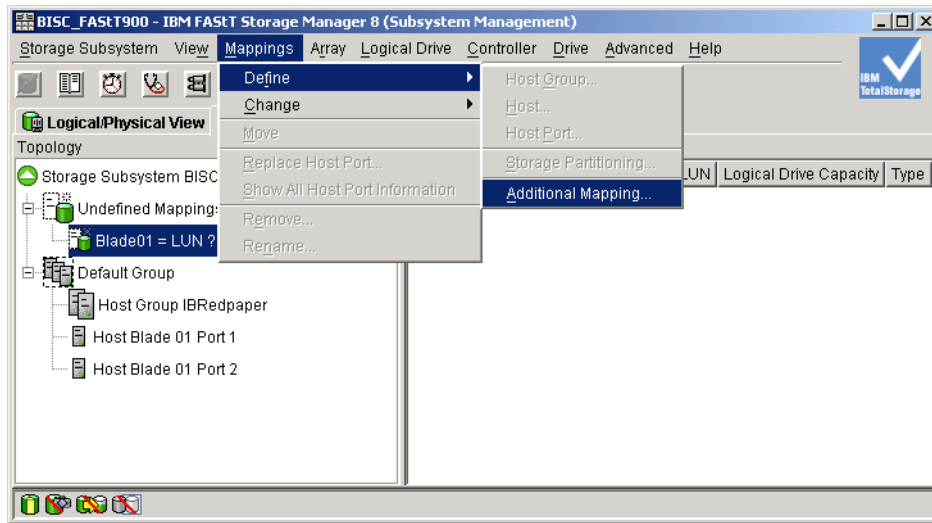 BISC_FAStT900 - IBM FAStT Storage Manager 8 (Subsystem Management)
Storage Subsystem View Mappings Array Logical Drive Controller Drive Advanced Help
IBM
TotalStorage
Define
Change
Move
Replace Host Port...
Show All Host Port Information
Remove...
Rename...
Host Group...
Host...
Host Port...
Storage Partitioning...
Additional Mapping...
Logical/Physical View
Topology
LUN Logical Drive Capacity Type
Storage Subsystem BISC
Undefined Mappings
Blade01 = LUN ?
Default Group
Host Group IBRedpaper
Host Blade 01 Port 1
Host Blade 01 Port 2